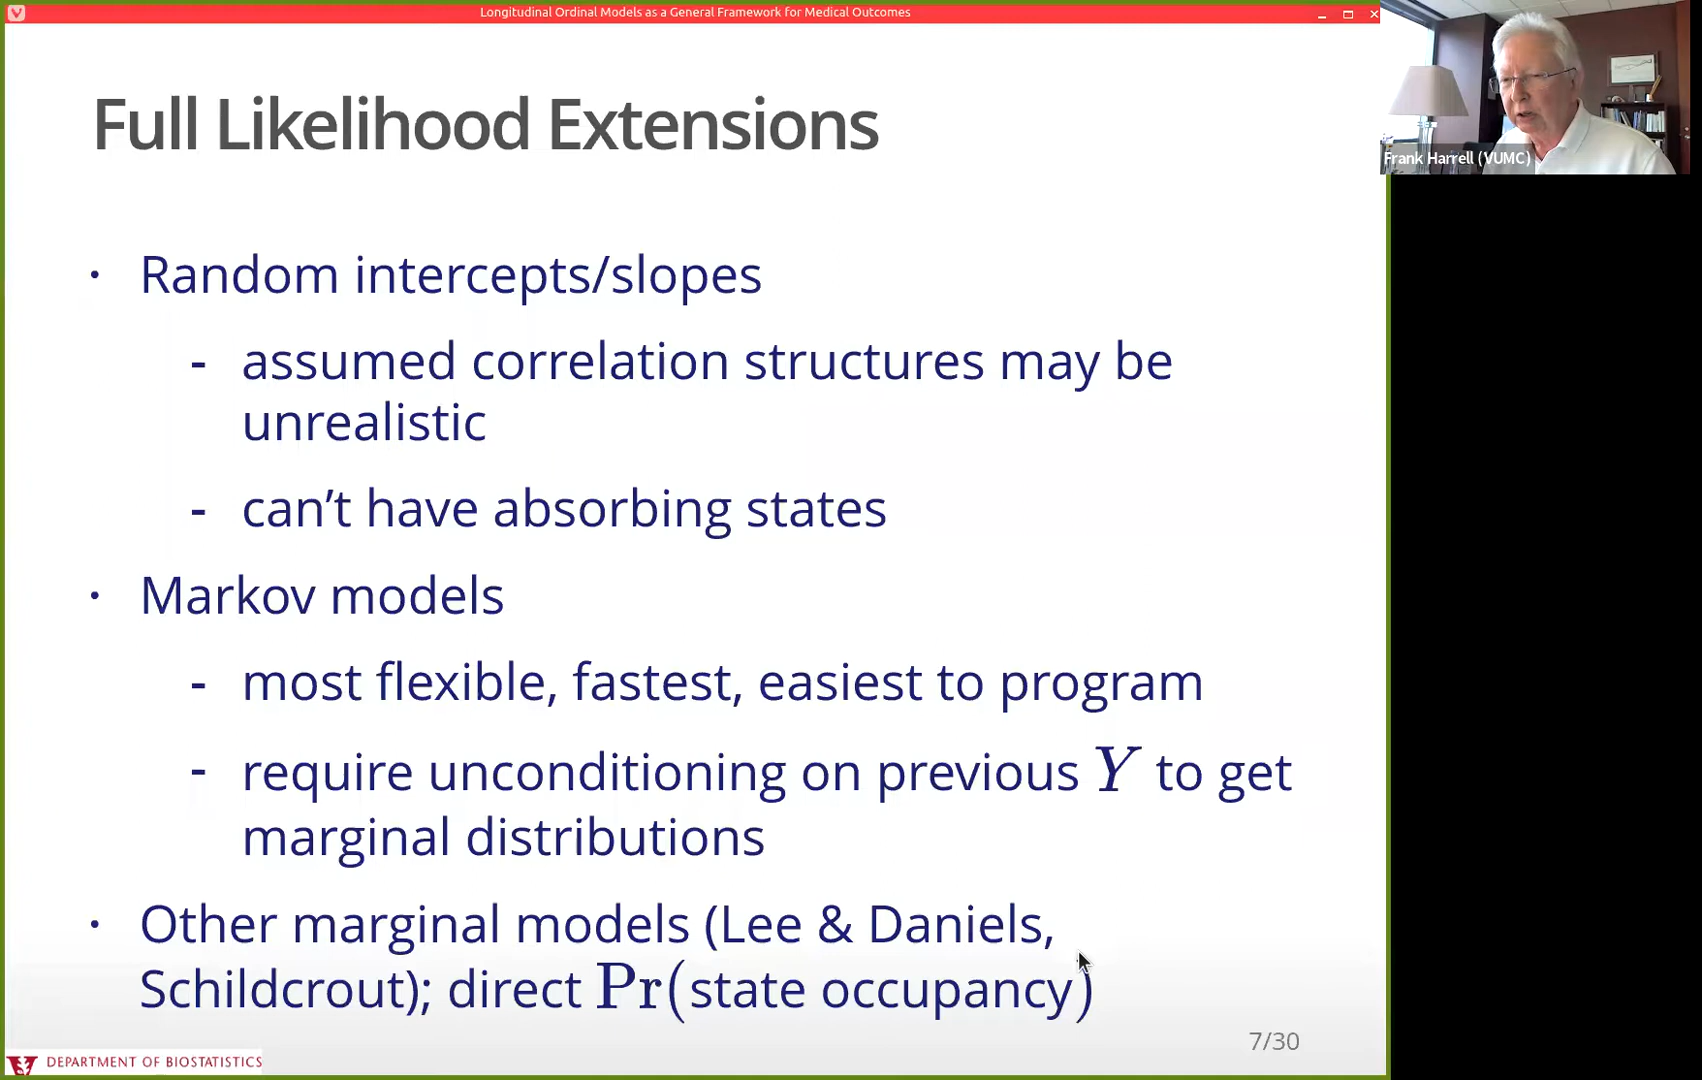 Longitudinal Ordinal Models as a General Framework for Medical Outcomes
Full Likelihood Extensions
· Random intercepts/slopes
- assumed correlation structures may be
unrealistic
- can’t have absorbing states
· Markov models
- most flexible, fastest, easiest to program
- require unconditioning on previous Y to get
marginal distributions
· Other marginal models (Lee & Daniels,
Schildcrout); direct Pr(state occupancy)
7/30
DEPARTMENT OF BIOSTATISTICS
Frank Harrell (VUMC)